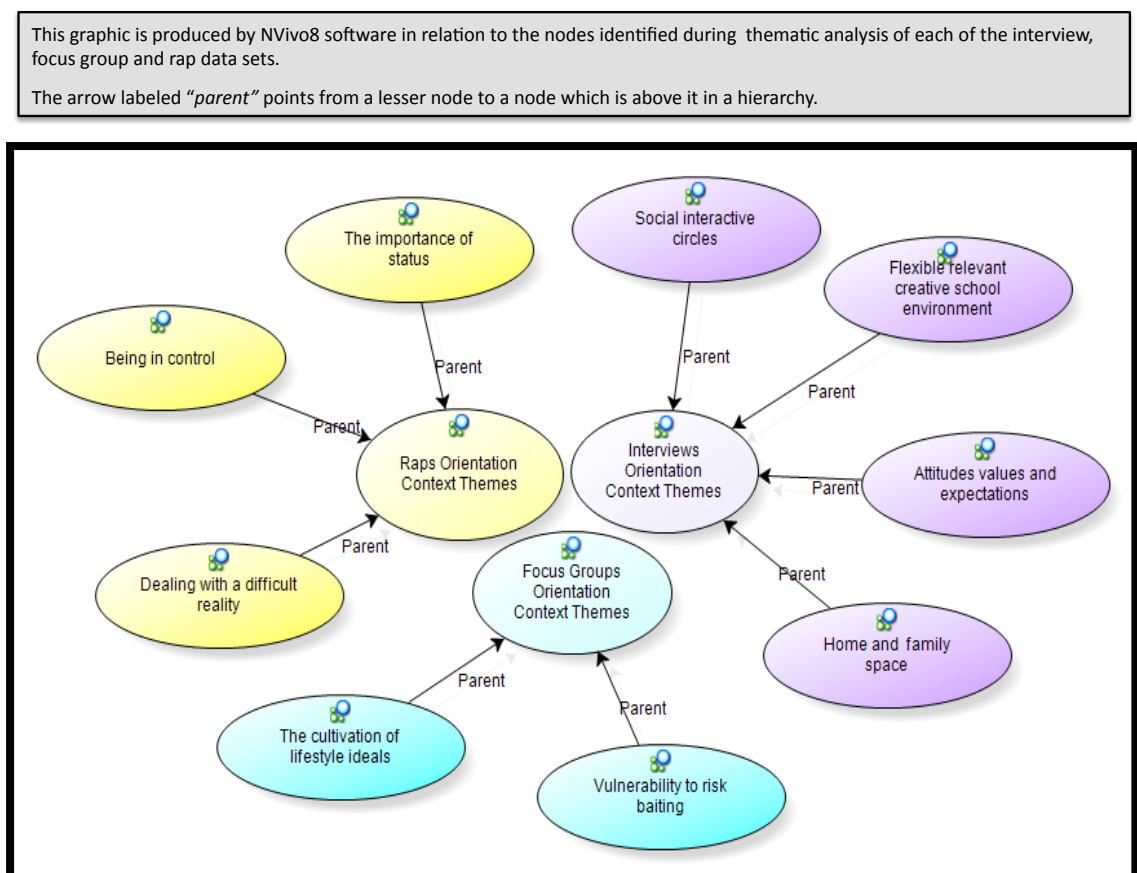 This graphic is produced by NVivo8 software in relation to the nodes identified during thematic analysis of each of the interview,
focus group and rap data sets.
The arrow labeled “parent” points from a lesser node to a node which is above it in a hierarchy.
The importance of
status
Social interactive
circles
Flexible relevant
creative school
environment
Being in control
Parent
Parent
Parent
Parent
Raps Orientation
Context Themes
Interviews
Orientation
Context Themes
Attitudes values and
expectations
Parent
Parent
Dealing with a difficult
reality
Focus Groups
Orientation
Context Themes
Parent
Home and family
space
Parent
Parent
The cultivation of
lifestyle ideals
Vulnerability to risk
baiting